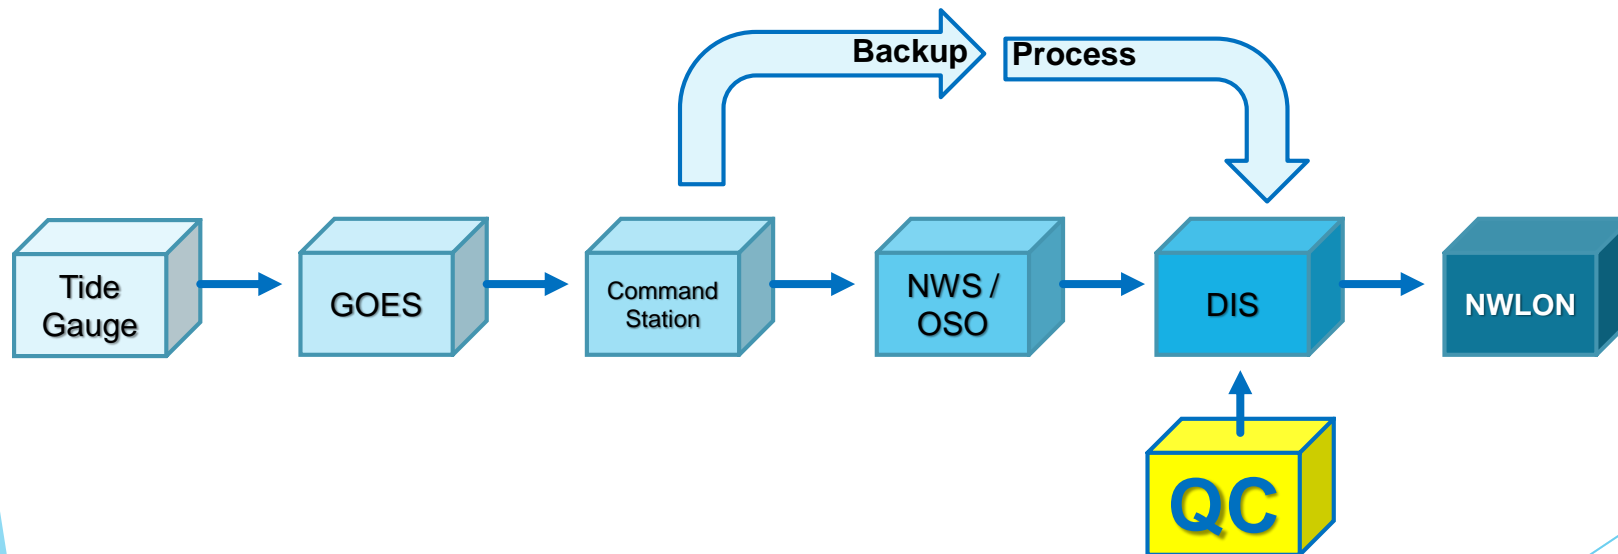 Backup Process
Tide
Gauge
GOES
Command
Station
NWS /
OSO
DIS
NWLON
QC